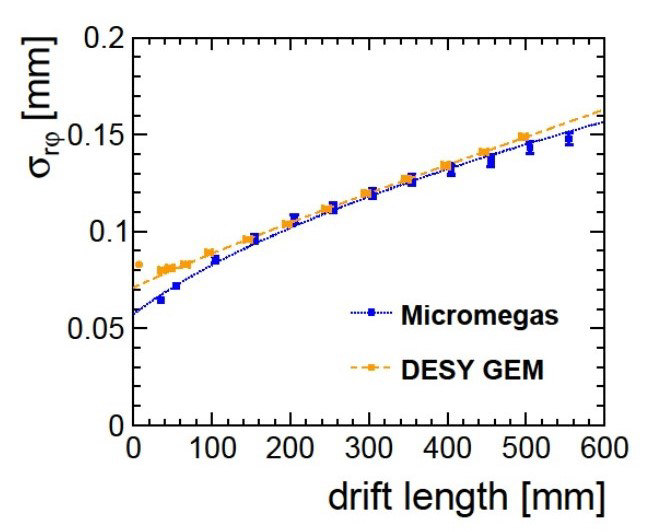 σrφ [mm]
0.2
0.15
0.1
0.05
0
0 100 200 300 400 500 600
drift length [mm]
Micromegas
DESY GEM